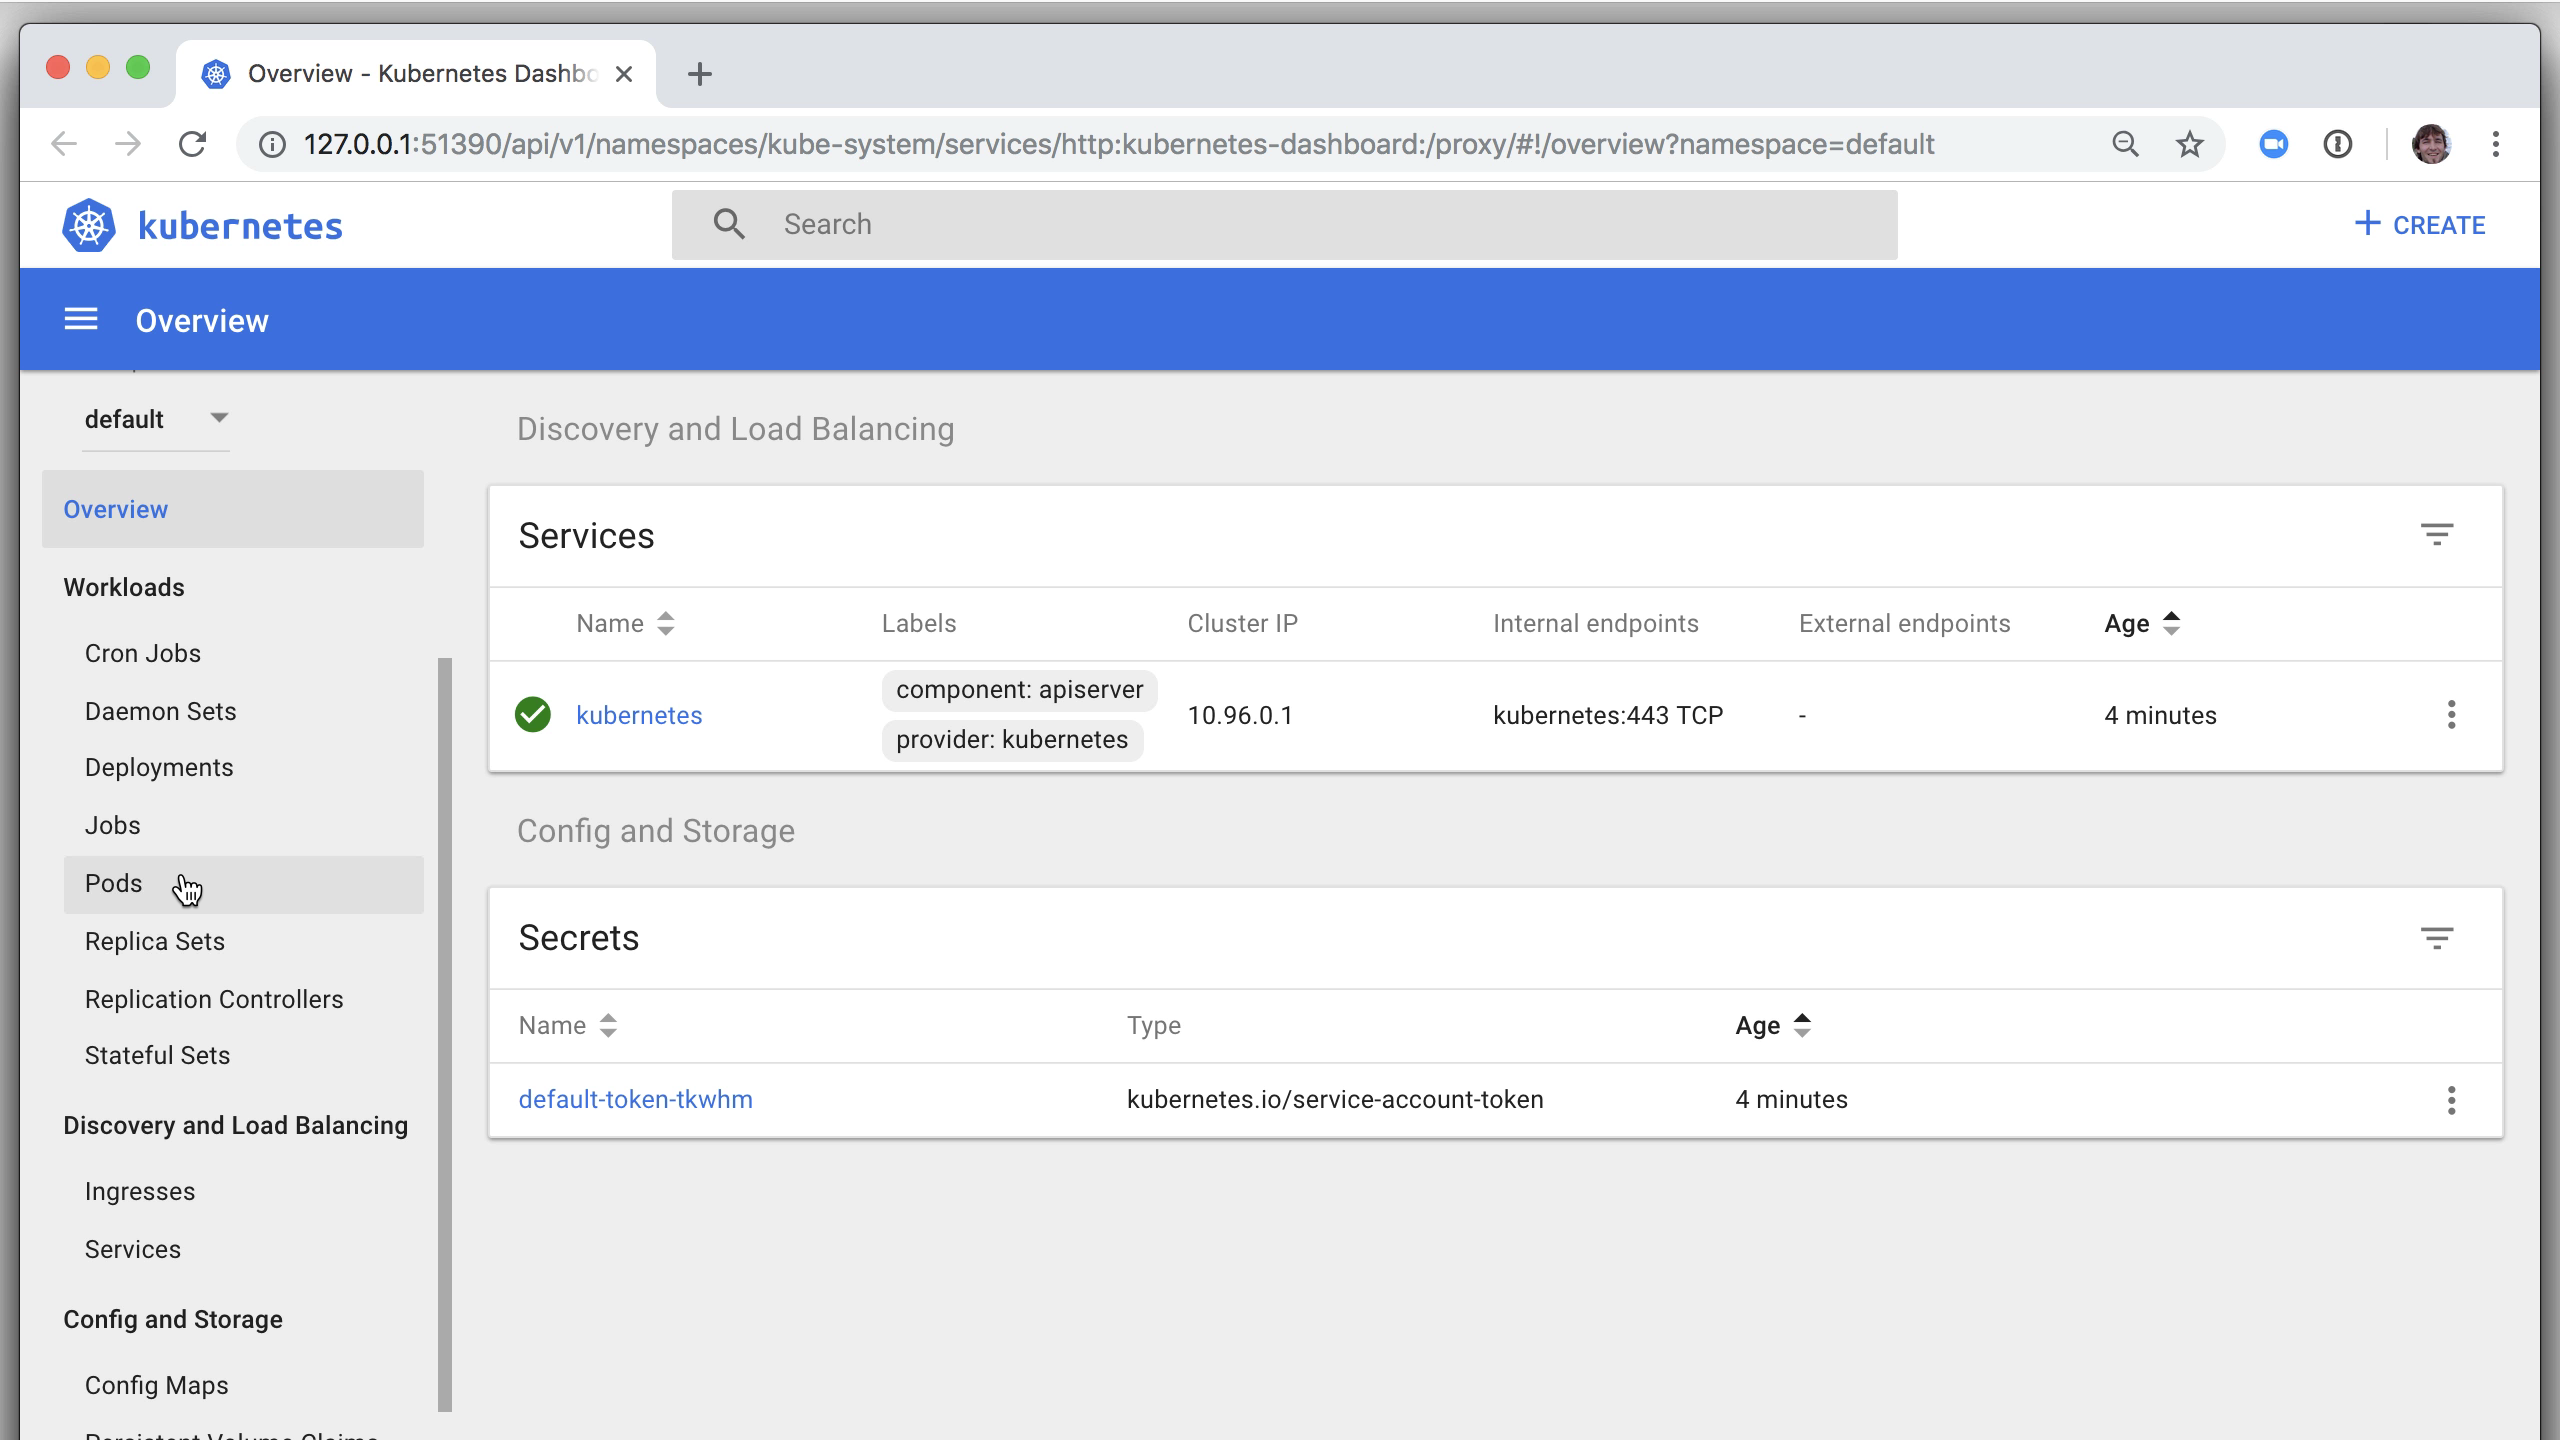 Overview - Kubernetes Dashbo
127.0.0.1:51390/api/v1/namespaces/kube-system/services/http:kubernetes-dashboard:/proxy/#!/overview?namespace=default
kubernetes
Search
CREATE
Overview
default
Overview
Workloads
Cron Jobs
Daemon Sets
Deployments
Jobs
Pods
Replica Sets
Replication Controllers
Stateful Sets
Discovery and Load Balancing
Ingresses
Services
Config and Storage
Config Maps
Persistent Volume Claims
Discovery and Load Balancing
Services
Name Labels Cluster IP Internal endpoints External endpoints Age
kubernetes component: apiserver provider: kubernetes 10.96.0.1 kubernetes:443 TCP - 4 minutes
Config and Storage
Secrets
Name Type Age
default-token-tkwhm kubernetes.io/service-account-token 4 minutes